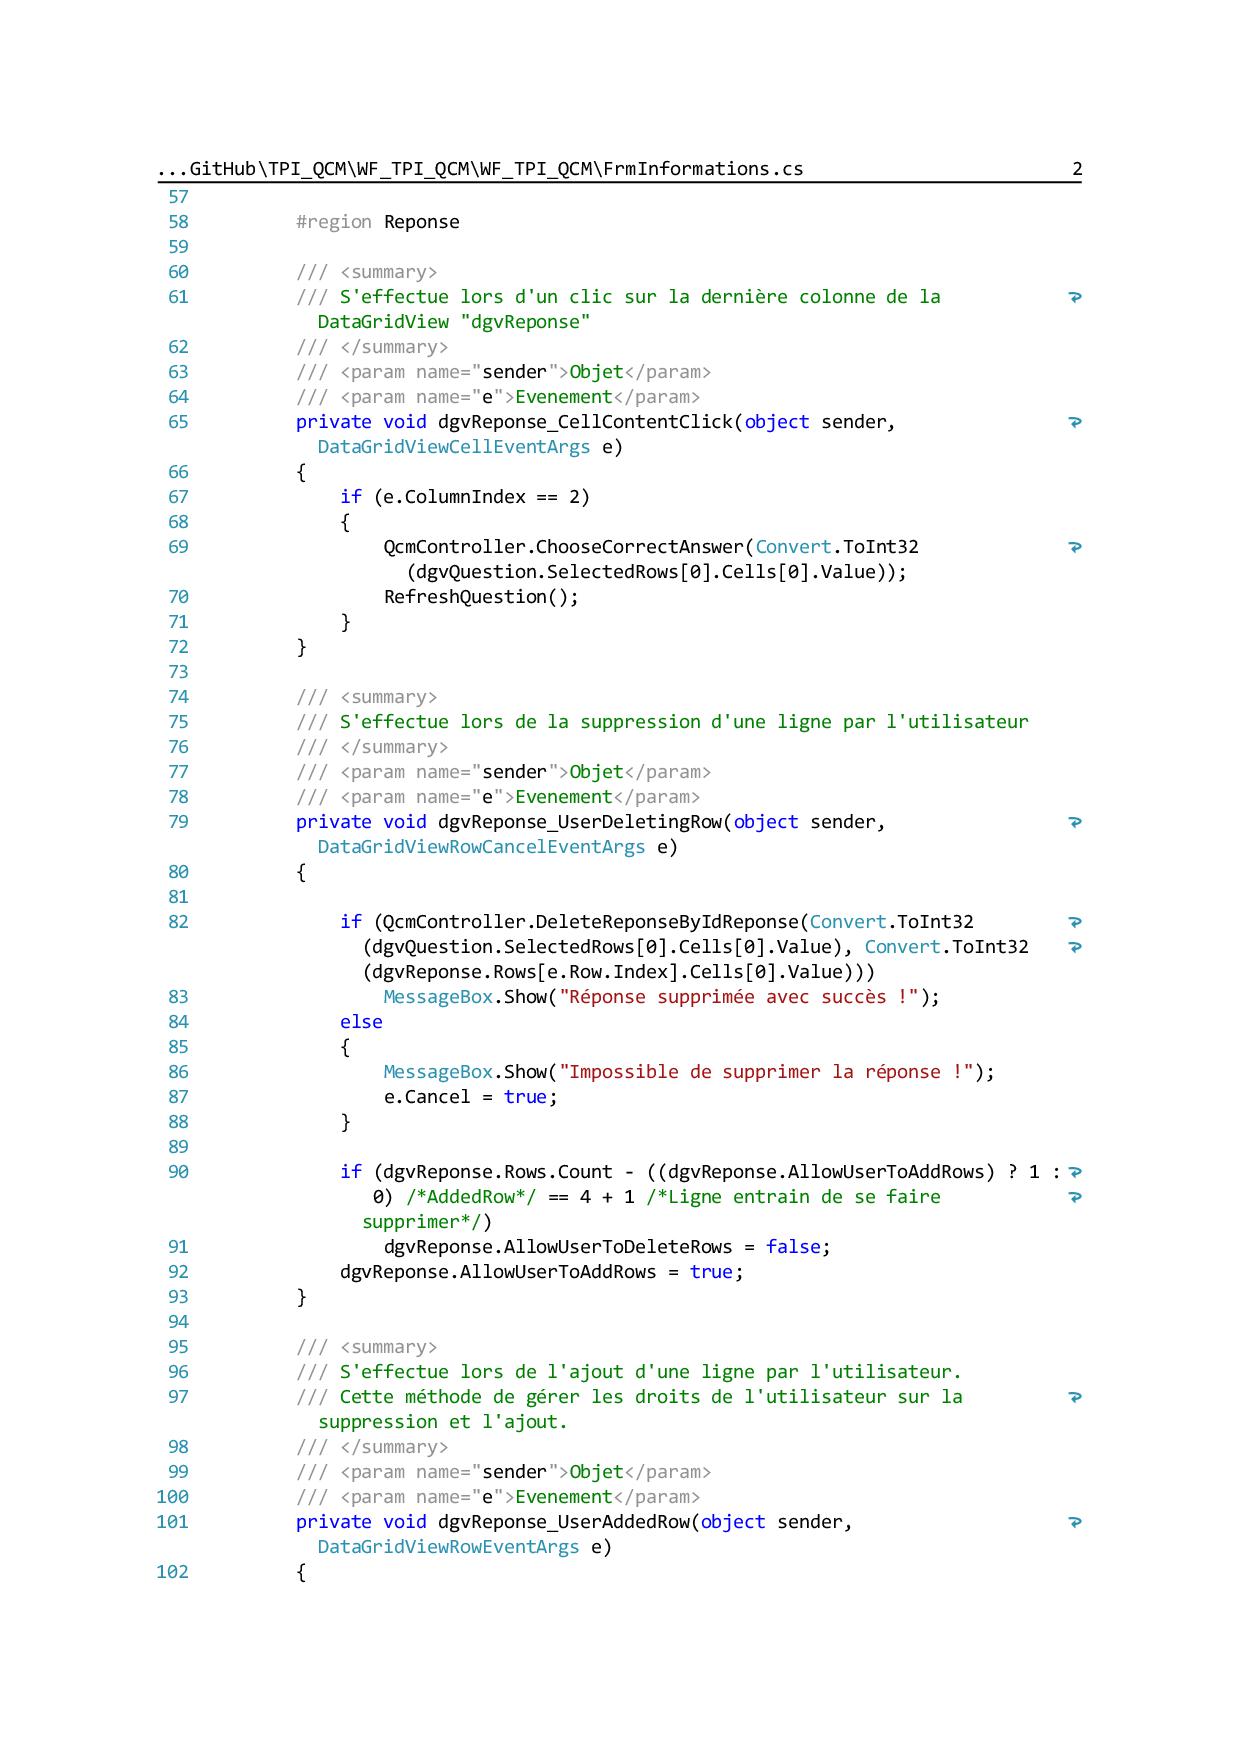 ...GitHub\TPI_QCM\WF_TPI_QCM\WF_TPI_QCM\FrmInformations.cs 2
57
58 #region Reponse
59
60 /// <summary>
61 /// S'effectue lors d'un clic sur la dernière colonne de la
DataGridView "dgvReponse"
62 /// </summary>
63 /// <param name="sender">Objet</param>
64 /// <param name="e">Evenement</param>
65 private void dgvReponse_CellContentClick(object sender,
DataGridViewCellEventArgs e)
66 {
67 if (e.ColumnIndex == 2)
68 {
69 QcmController.ChooseCorrectAnswer(Convert.ToInt32
(dgvQuestion.SelectedRows[0].Cells[0].Value));
70 RefreshQuestion();
71 }
72 }
73
74 /// <summary>
75 /// S'effectue lors de la suppression d'une ligne par l'utilisateur
76 /// </summary>
77 /// <param name="sender">Objet</param>
78 /// <param name="e">Evenement</param>
79 private void dgvReponse_UserDeletingRow(object sender,
DataGridViewRowCancelEventArgs e)
80 {
81
82 if (QcmController.DeleteReponseByIdReponse(Convert.ToInt32
(dgvQuestion.SelectedRows[0].Cells[0].Value), Convert.ToInt32
(dgvReponse.Rows[e.Row.Index].Cells[0].Value)))
83 MessageBox.Show("Réponse supprimée avec succès !");
84 else
85 {
86 MessageBox.Show("Impossible de supprimer la réponse !");
87 e.Cancel = true;
88 }
89
90 if (dgvReponse.Rows.Count - ((dgvReponse.AllowUserToAddRows) ? 1 :
0) /*AddedRow*/ == 4 + 1 /*Ligne entrain de se faire
supprimer*/)
91 dgvReponse.AllowUserToDeleteRows = false;
92 dgvReponse.AllowUserToAddRows = true;
93 }
94
95 /// <summary>
96 /// S'effectue lors de l'ajout d'une ligne par l'utilisateur.
97 /// Cette méthode de gérer les droits de l'utilisateur sur la
suppression et l'ajout.
98 /// </summary>
99 /// <param name="sender">Objet</param>
100 /// <param name="e">Evenement</param>
101 private void dgvReponse_UserAddedRow(object sender,
DataGridViewRowEventArgs e)
102 {